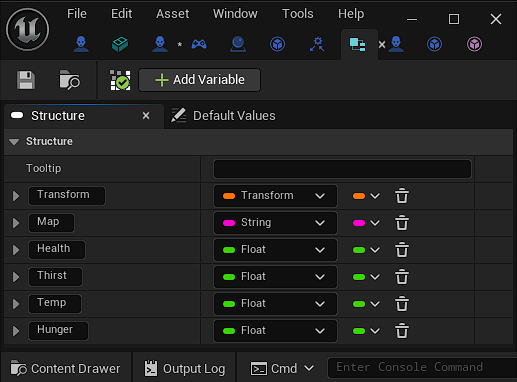 File Edit Asset Window Tools Help
*
Add Variable
Structure Default Values
Structure
Tooltip
Transform Transform
Map String
Health Float
Thirst Float
Temp Float
Hunger Float
Content Drawer Output Log Cmd Enter Console Command